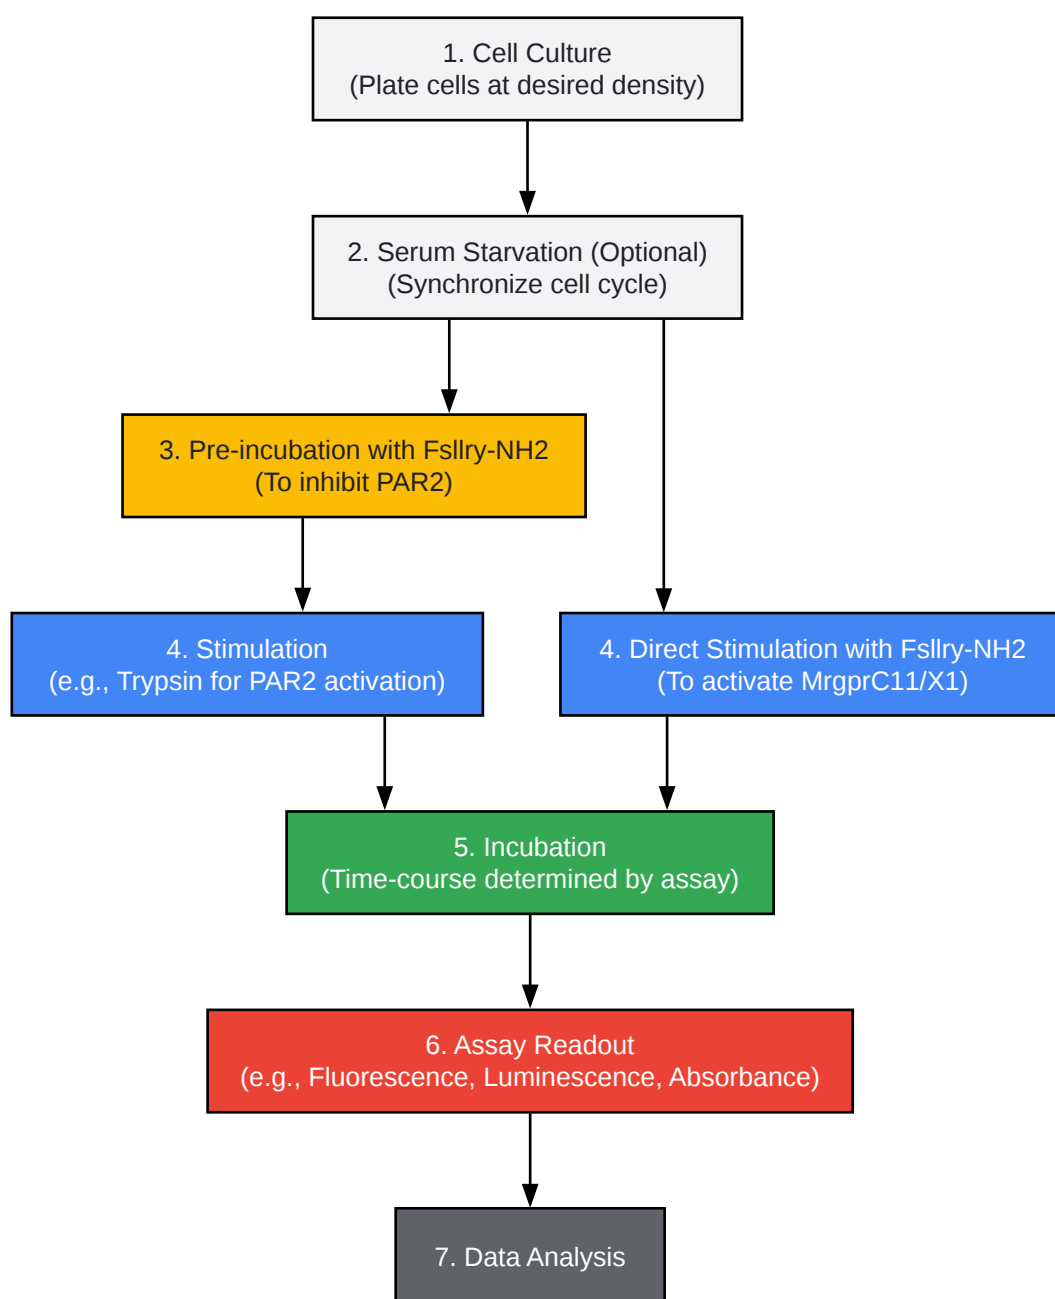 1. Cell Culture
(Plate cells at desired density)
2. Serum Starvation (Optional)
(Synchronize cell cycle)
3. Pre-incubation with Fsllry-NH2
(To inhibit PAR2)
4. Stimulation
(e.g., Trypsin for PAR2 activation)
4. Direct Stimulation with Fsllry-NH2
(To activate MrgprC11/X1)
5. Incubation
(Time-course determined by assay)
6. Assay Readout
(e.g., Fluorescence, Luminescence, Absorbance)
7. Data Analysis